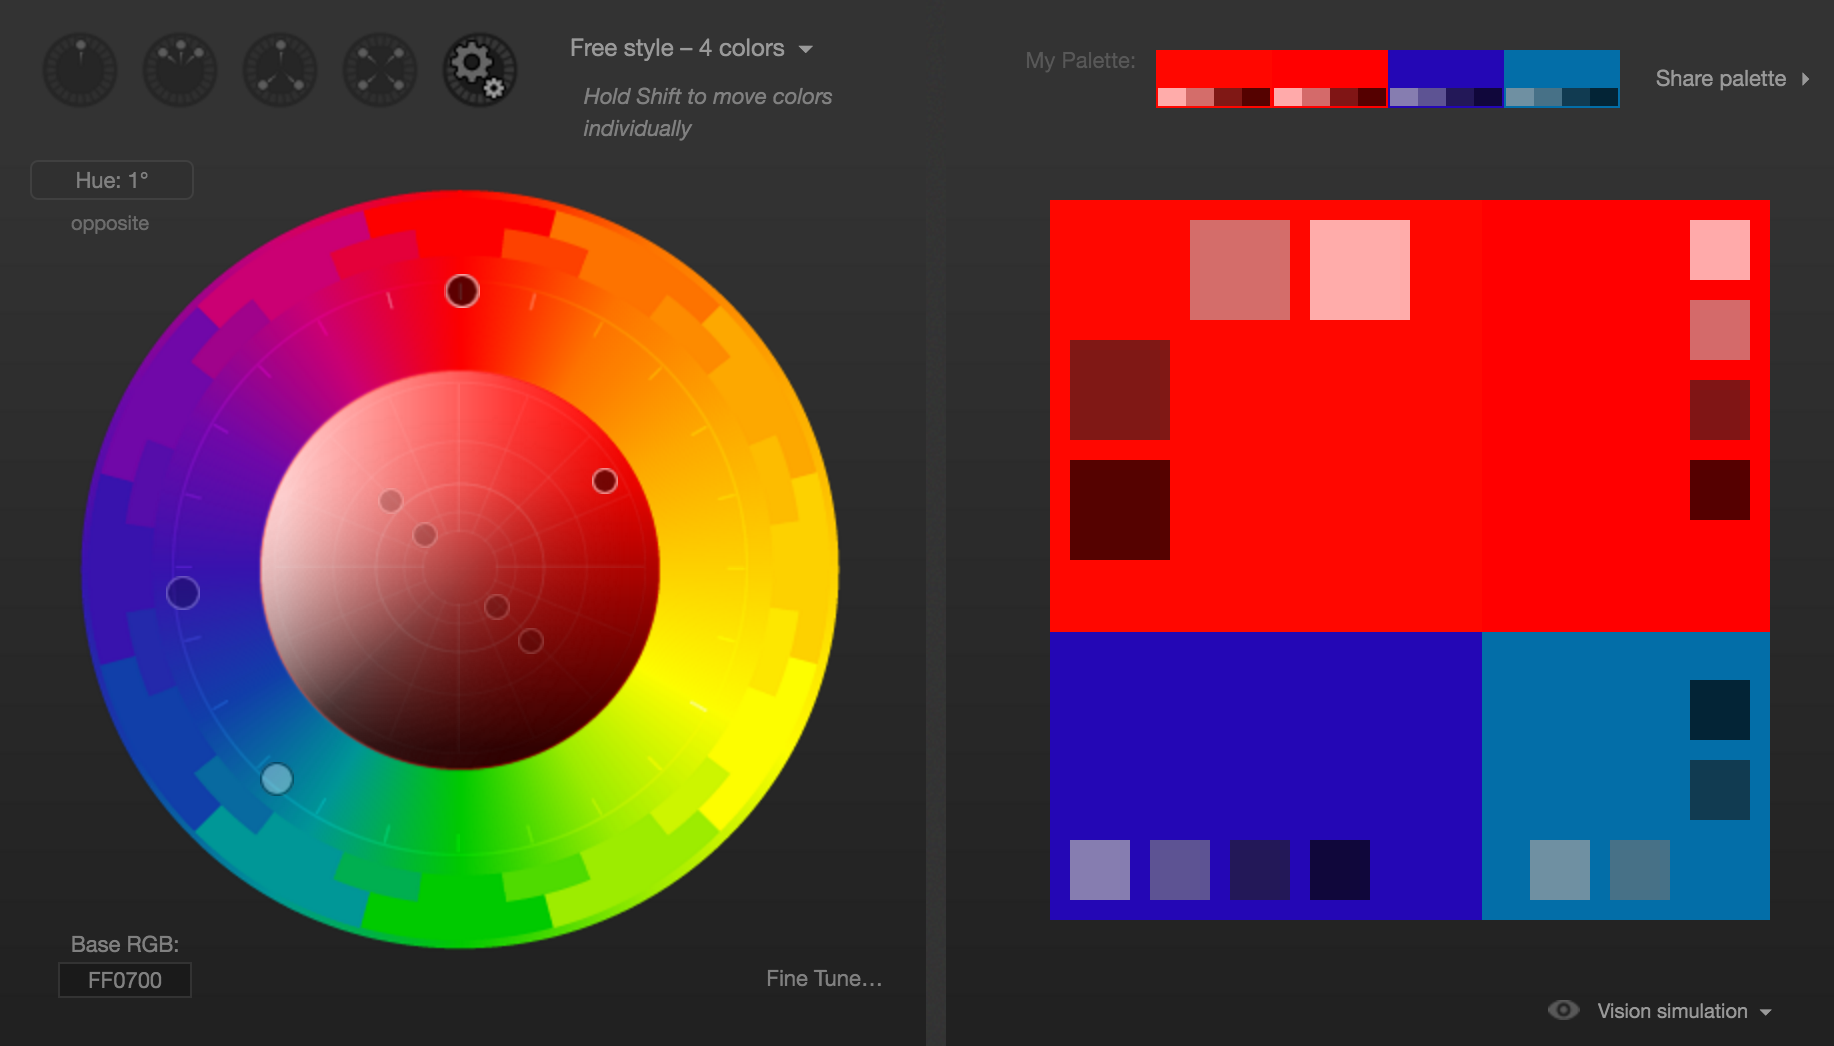 Free style – 4 colors
Hold Shift to move colors
individually
My Palette:
Share palette
Hue: 1°
opposite
Base RGB:
FF0700
Fine Tune...
Vision simulation